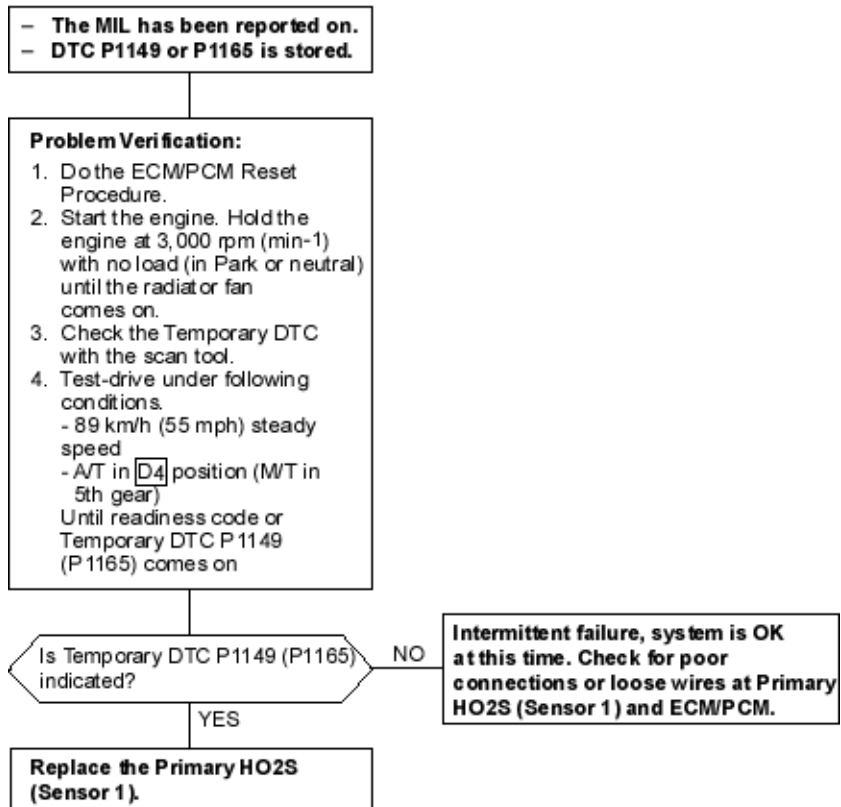 – The MIL has been reported on.
– DTC P1149 or P1165 is stored.
Problem Verification:
1. Do the ECM/PCM Reset
Procedure.
2. Start the engine. Hold the
engine at 3,000 rpm (min-1)
with no load (in Park or neutral)
until the radiator fan
comes on.
3. Check the Temporary DTC
with the scan tool.
4. Test-drive under following
conditions.
- 89 km/h (55 mph) steady
speed
- A/T in D4 position (M/T in
5th gear)
Until readiness code or
Temporary DTC P1149
(P1165) comes on
Is Temporary DTC P1149 (P1165)
indicated?
NO
Intermittent failure, system is OK
at this time. Check for poor
connections or loose wires at Primary
HO2S (Sensor 1) and ECM/PCM.
YES
Replace the Primary HO2S
(Sensor 1).